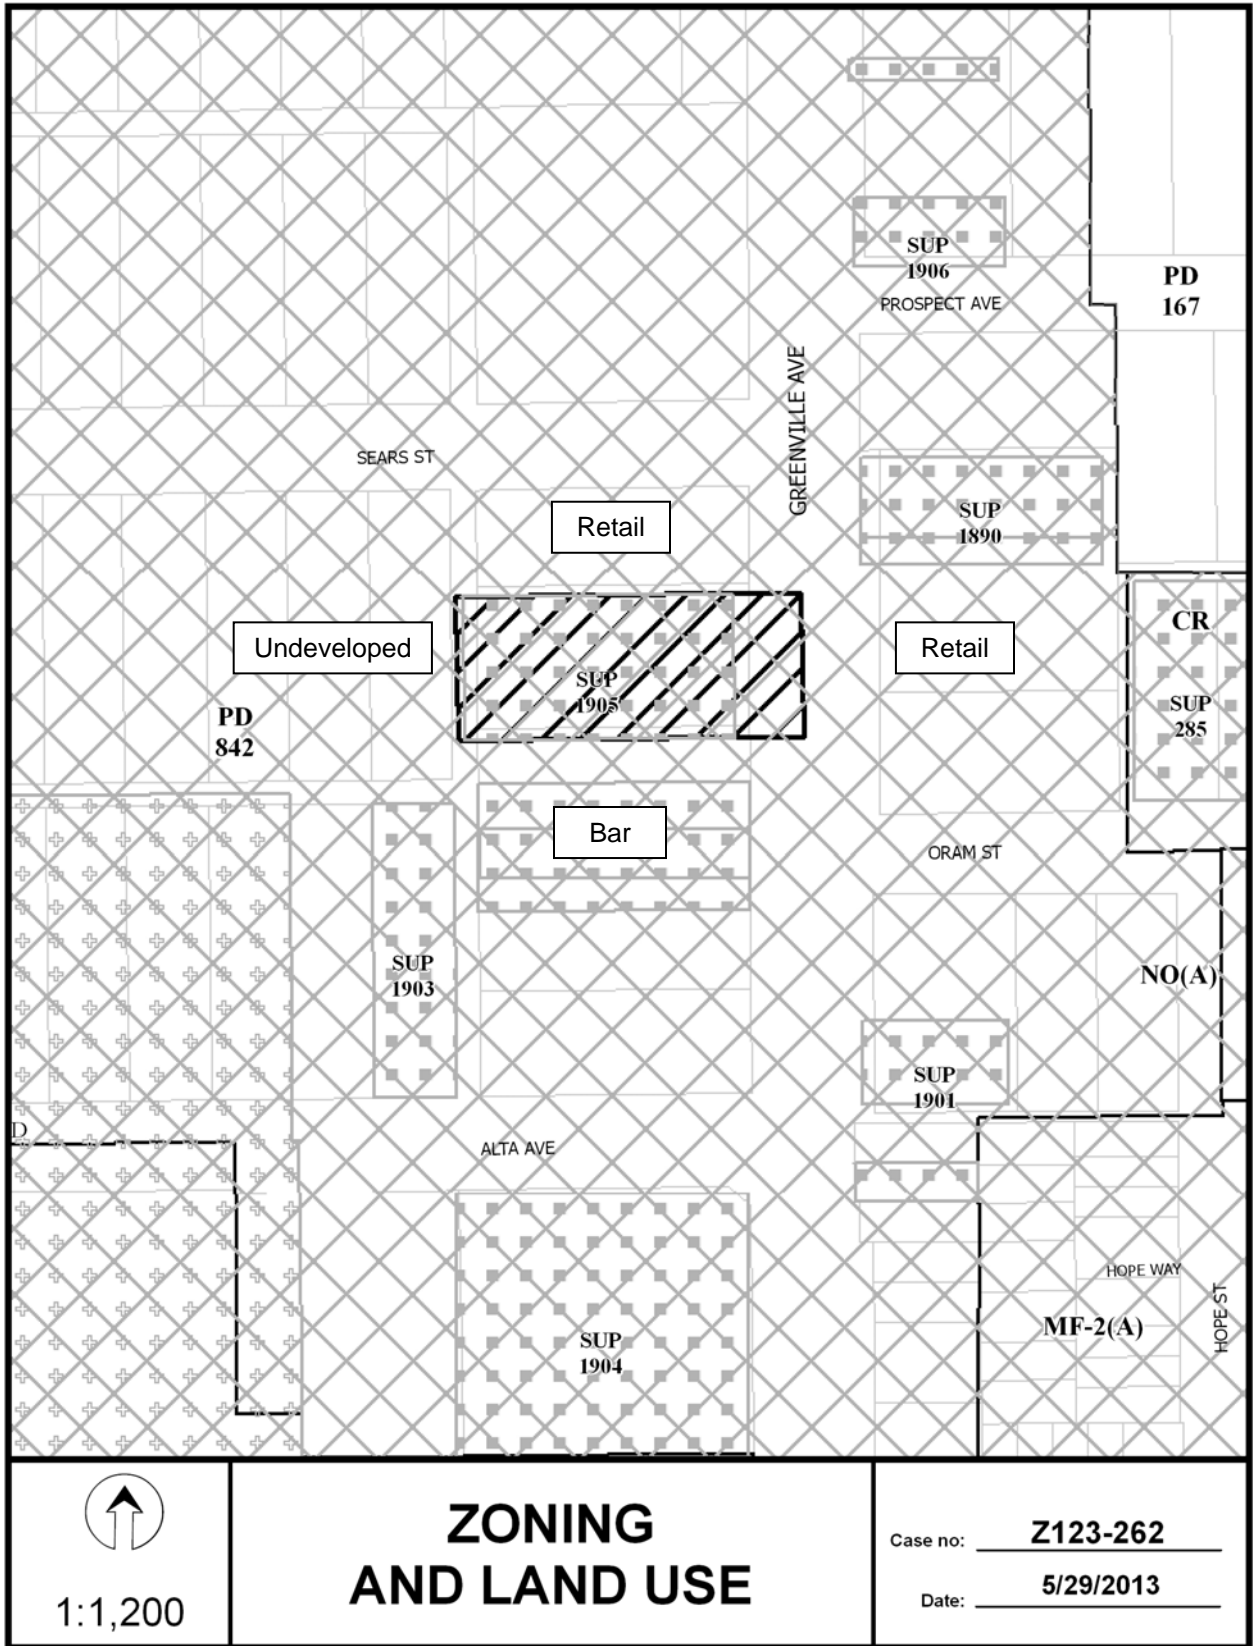 SUP
1906
PROSPECT AVE
PD
167
GREENVILLE AVE
SEARS ST
Retail
SUP
1890
Undeveloped
SUP
1905
Retail
CR
SUP
285
PD
842
Bar
ORAM ST
SUP
1903
NO(A)
SUP
1901
D
ALTA AVE
HOPE WAY
HOPE ST
MF-2(A)
SUP
1904
1:1,200
ZONING
AND LAND USE
Case no: Z123-262
Date: 5/29/2013